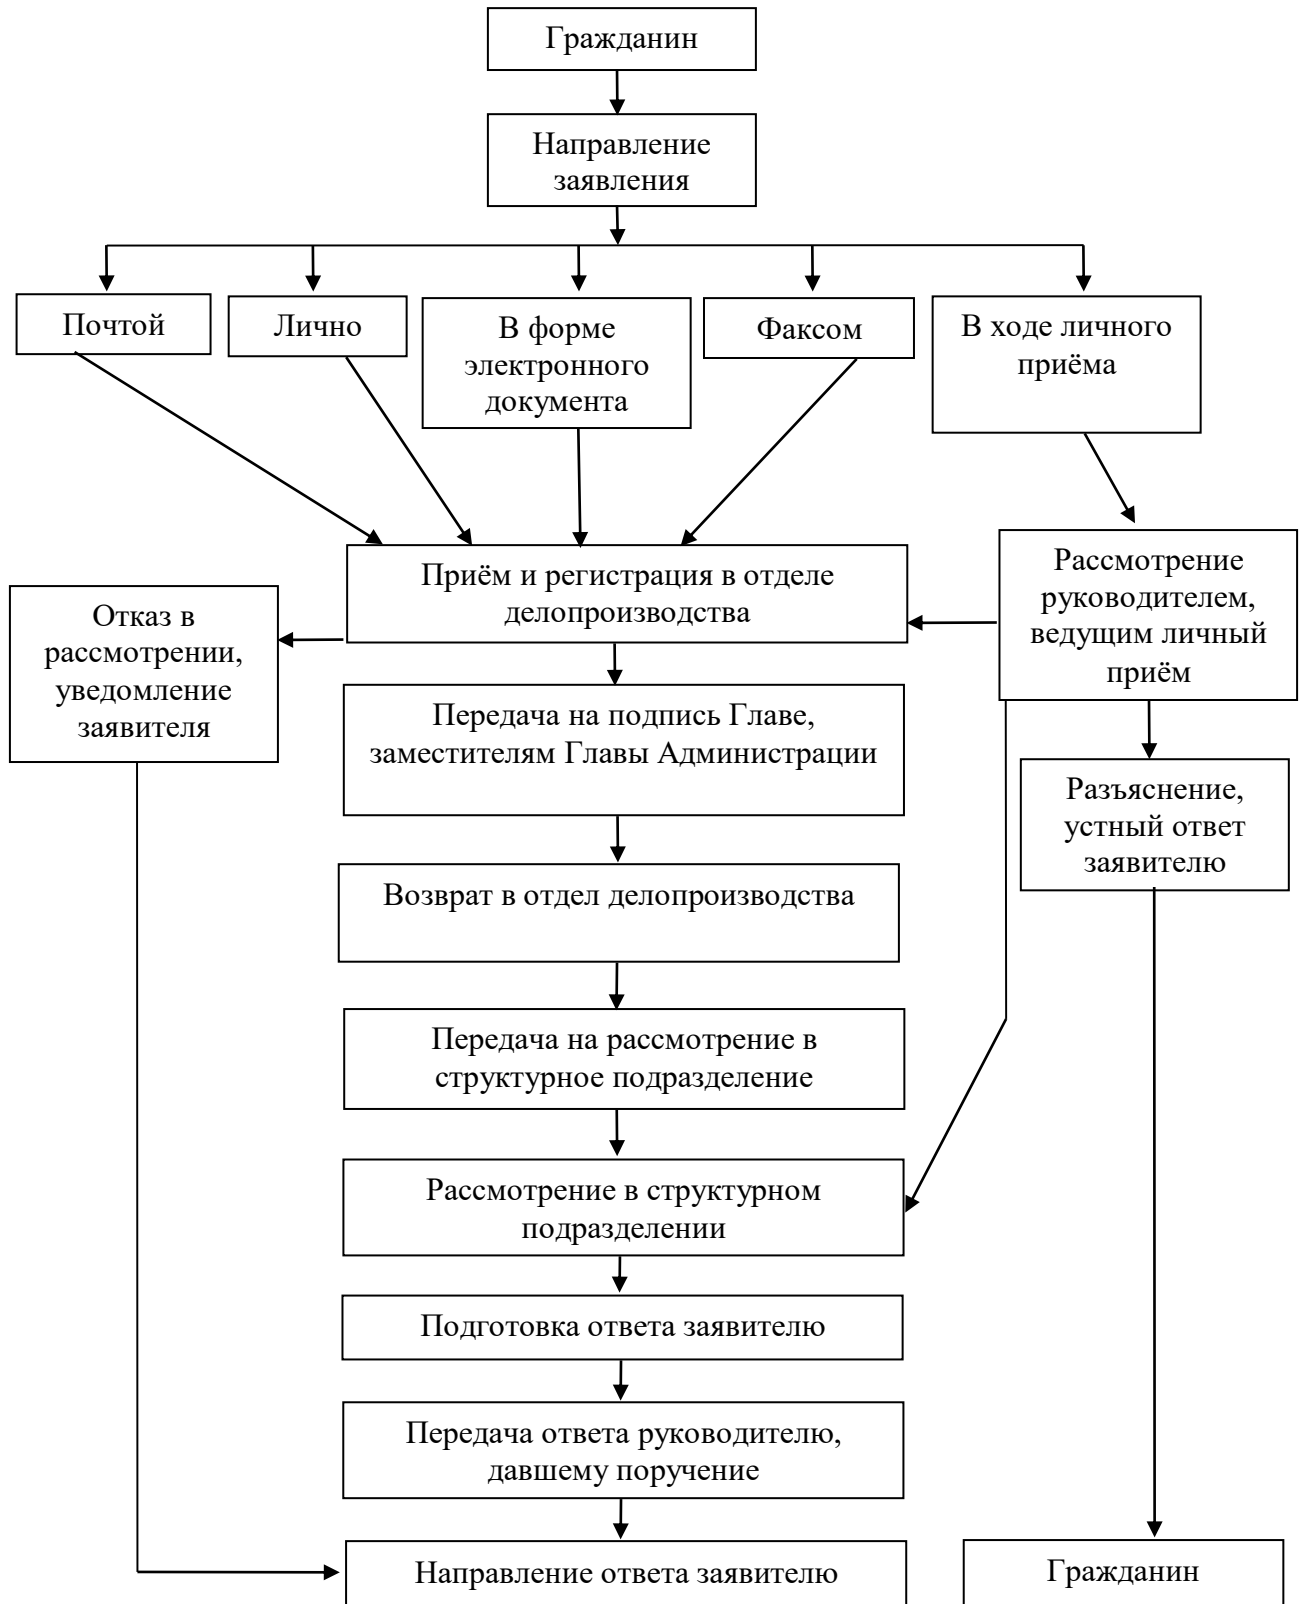 Гражданин
Направление
заявления
Почтой
Лично
В форме
электронного
документа
Факсом
В ходе личного
приёма
Приём и регистрация в отделе
делопроизводства
Рассмотрение
руководителем,
ведущим личный
приём
Отказ в
рассмотрении,
уведомление
заявителя
Передача на подпись Главе,
заместителям Главы Администрации
Разъяснение,
устный ответ
заявителю
Возврат в отдел делопроизводства
Передача на рассмотрение в
структурное подразделение
Рассмотрение в структурном
подразделении
Подготовка ответа заявителю
Передача ответа руководителю,
давшему поручение
Направление ответа заявителю
Гражданин